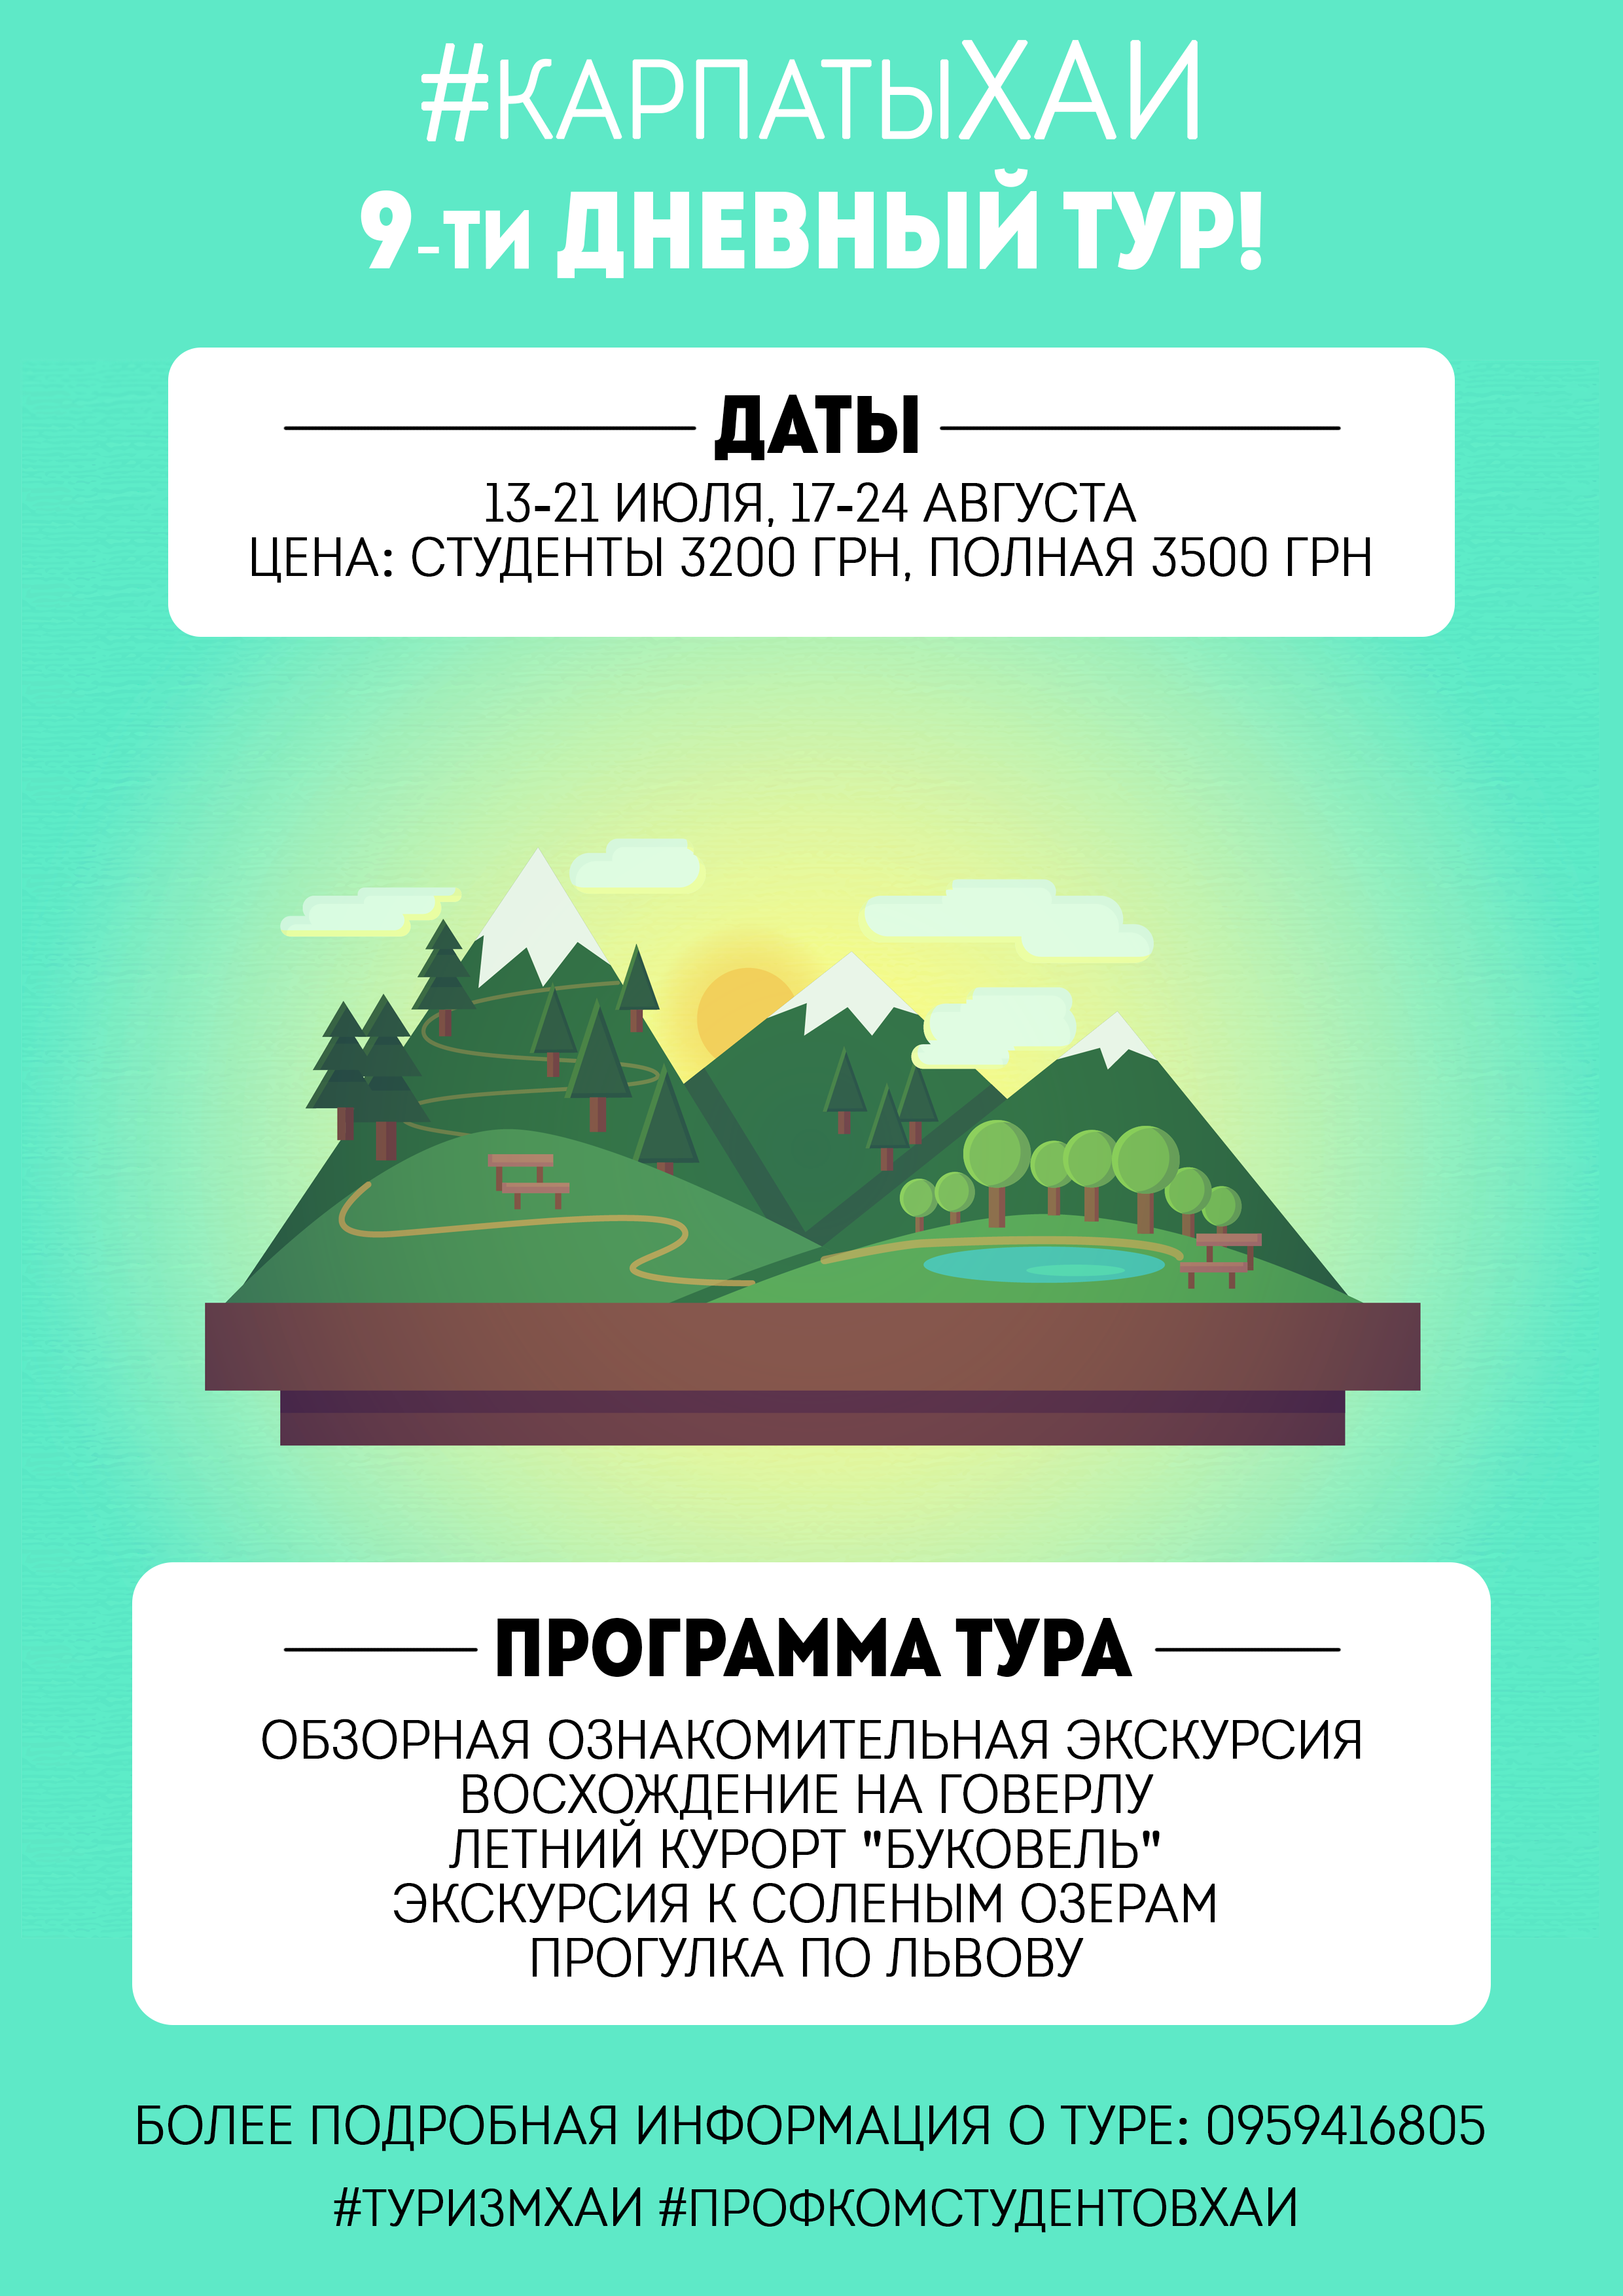 #КАРПАТЫХАИ
9-ТИ ДНЕВНЫЙ ТУР!
ДАТЫ
13-21 ИЮЛЯ, 17-24 АВГУСТА
ЦЕНА: СТУДЕНТЫ 3200 ГРН, ПОЛНАЯ 3500 ГРН
ПРОГРАММА ТУРА
ОБЗОРНАЯ ОЗНАКОМИТЕЛЬНАЯ ЭКСКУРСИЯ
ВОСХОЖДЕНИЕ НА ГОВЕРЛУ
ЛЕТНИЙ КУРОРТ "БУКОВЕЛЬ"
ЭКСКУРСИЯ К СОЛЕНЫМ ОЗЕРАМ
ПРОГУЛКА ПО ЛЬВОВУ
БОЛЕЕ ПОДРОБНАЯ ИНФОРМАЦИЯ О ТУРЕ: 0959416805
#ТУРИЗМХАИ #ПРОФКОМСТУДЕНТОВХАИ